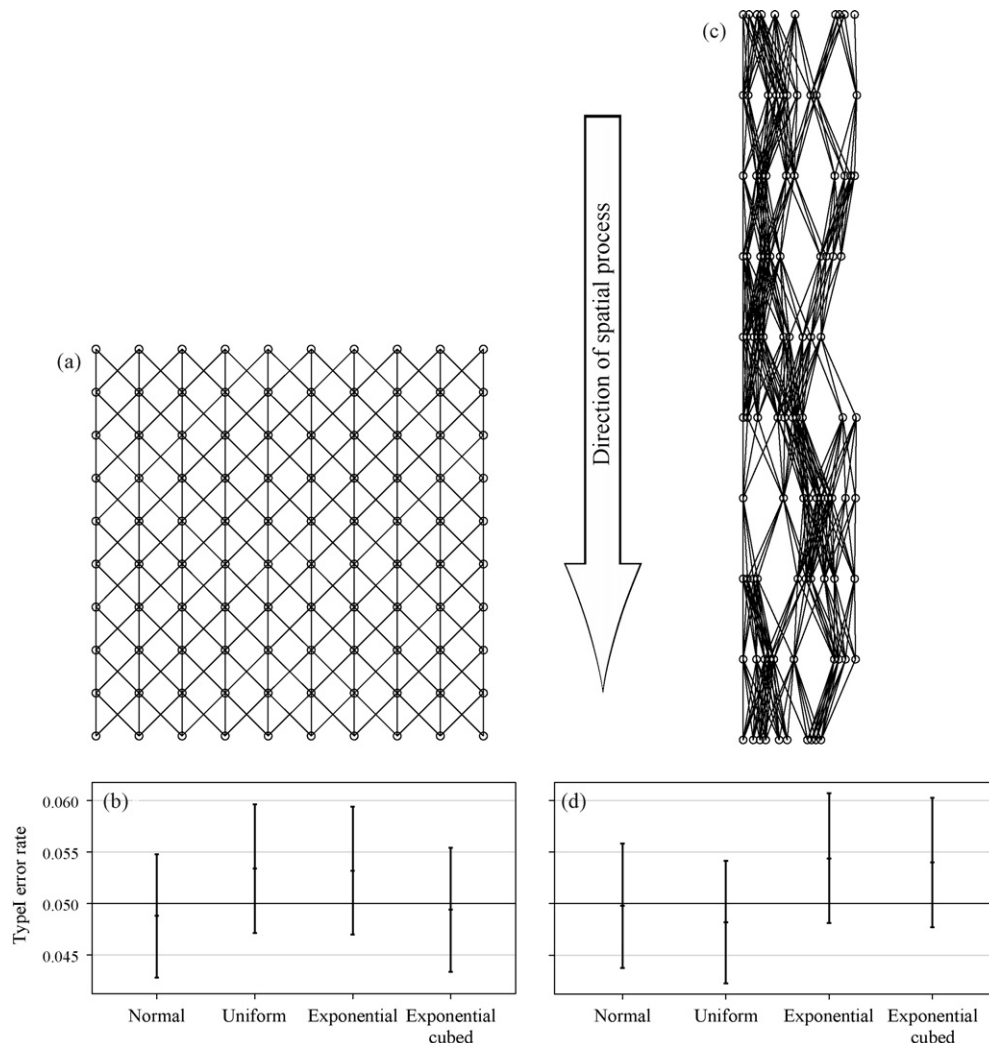 (c)
Direction of spatial process
(a)
(b)
(d)
0.060
0.055
0.050
0.045
TypeI error rate
Normal Uniform Exponential Exponential cubed
Normal Uniform Exponential Exponential cubed